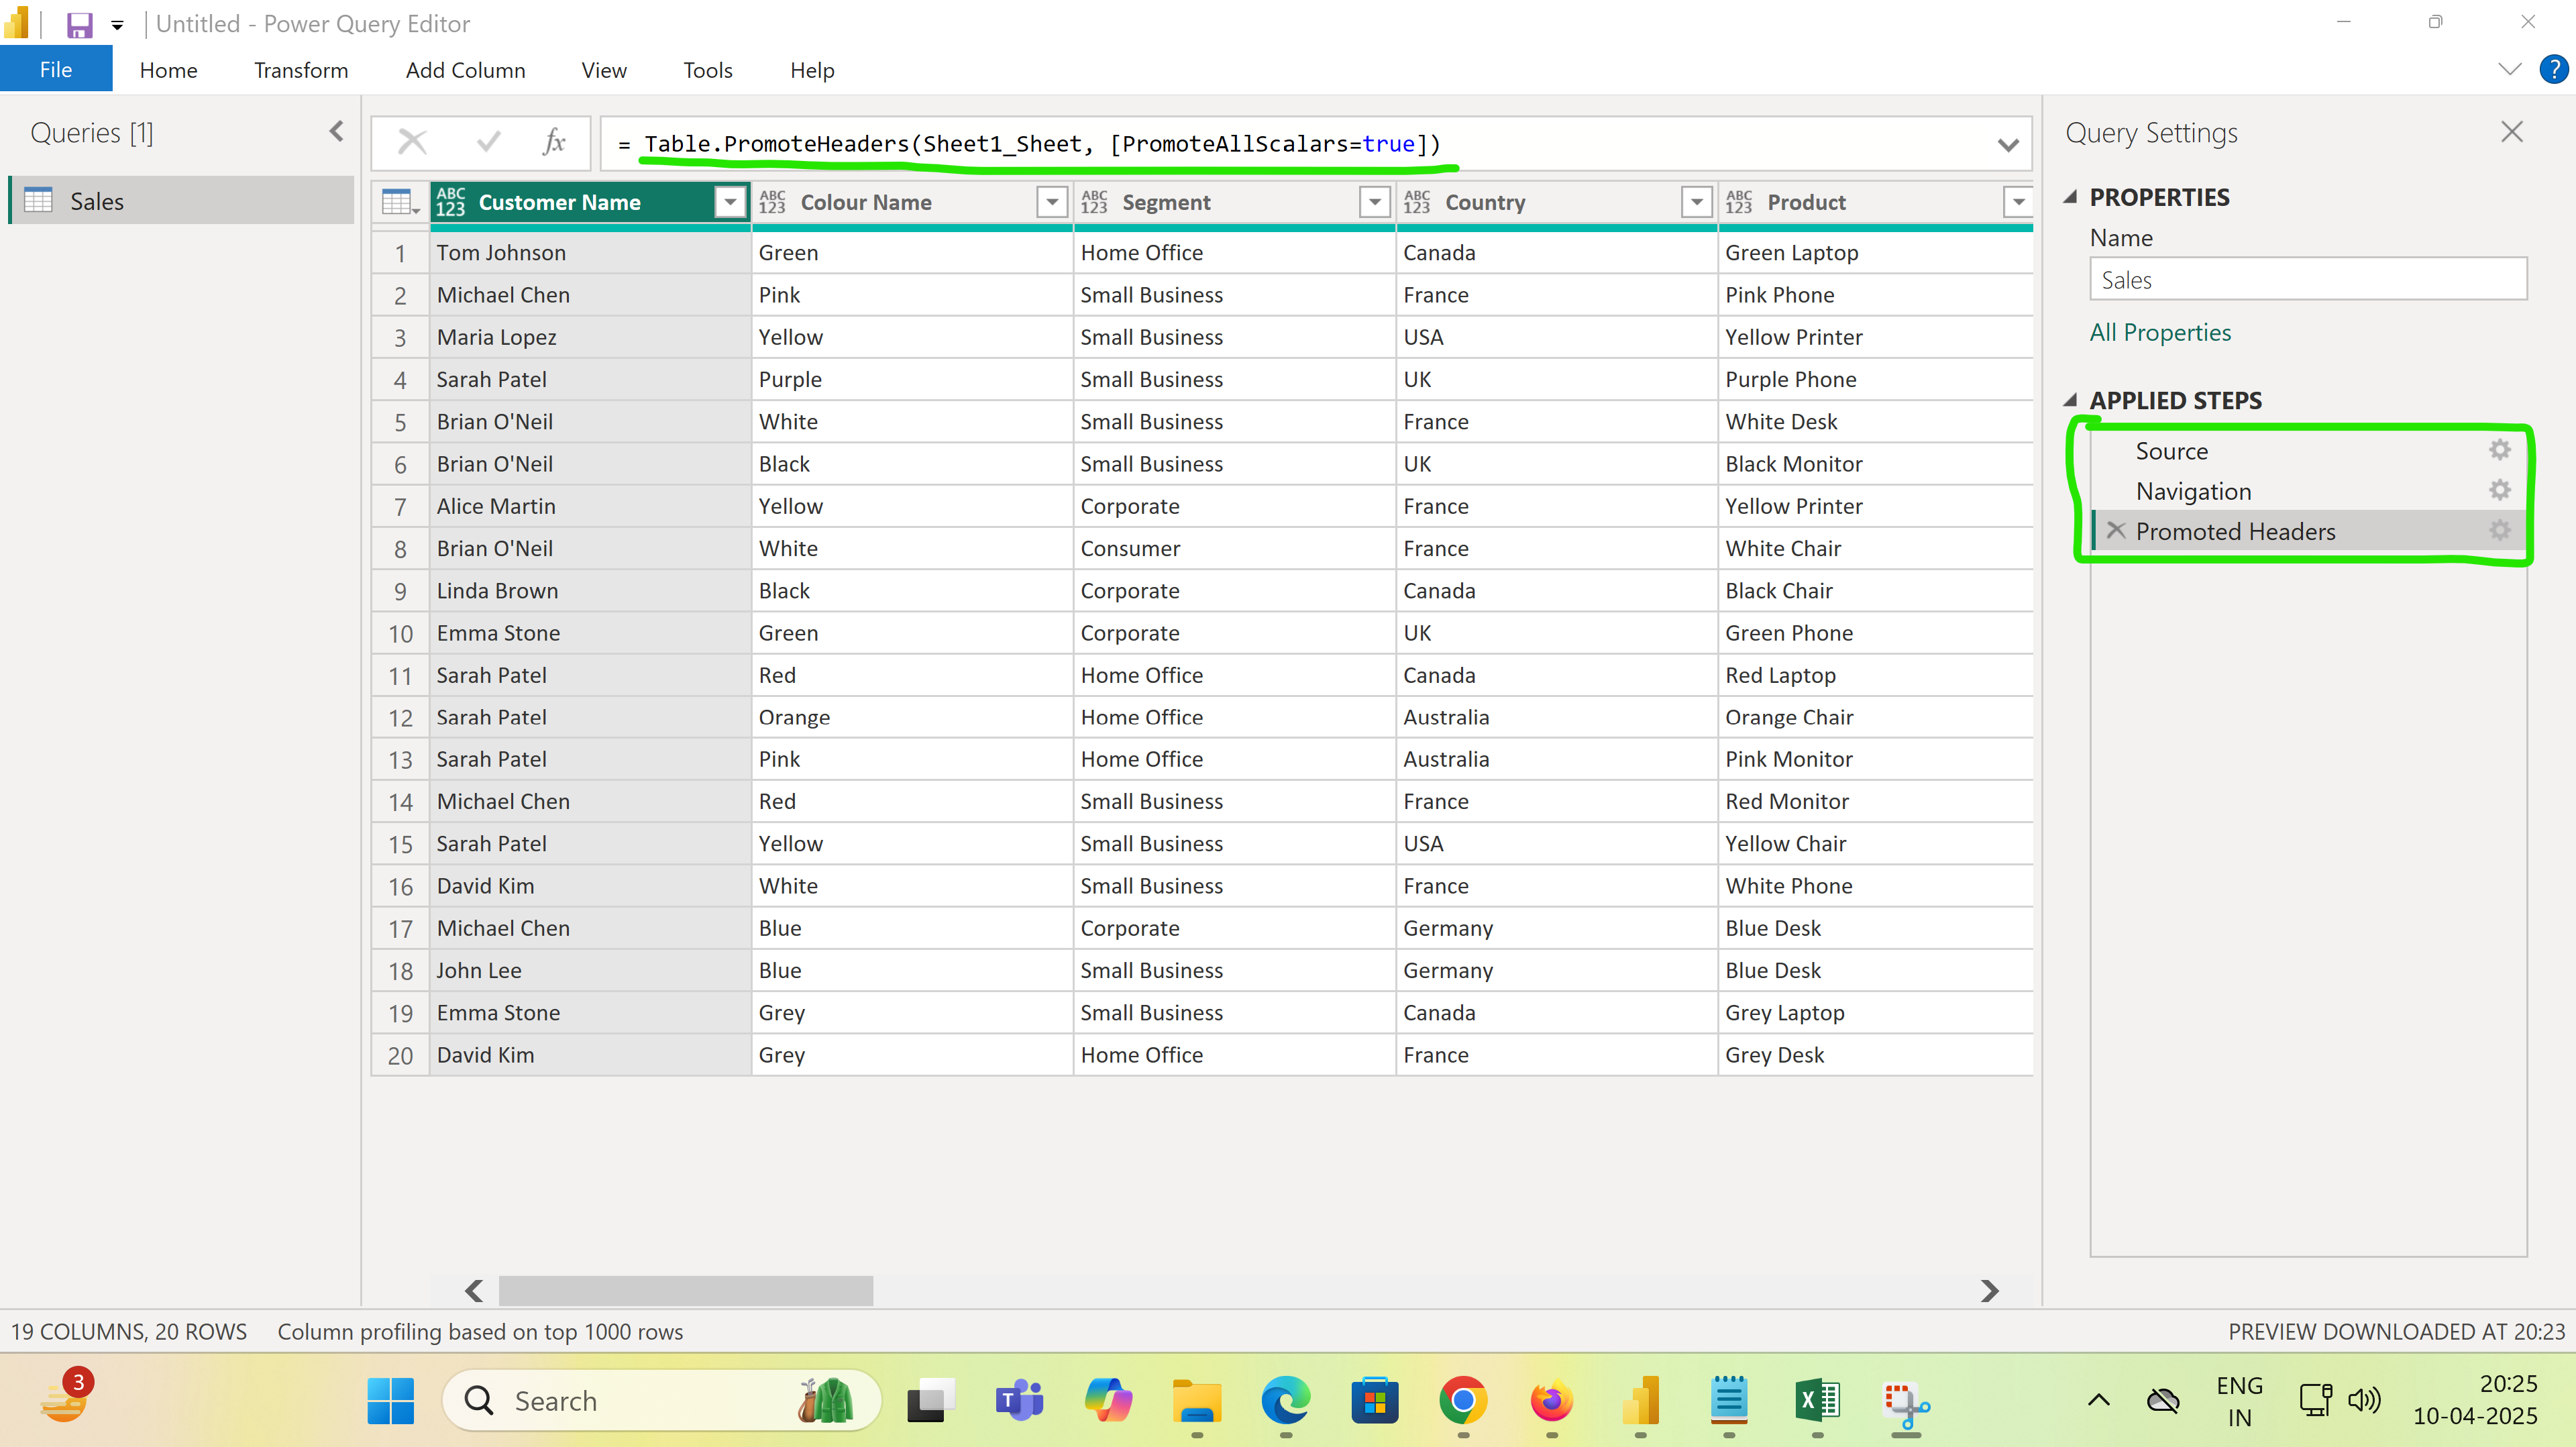 Untitled - Power Query Editor
File Home Transform Add Column View Tools Help ?
Queries [1]
Sales
fx = Table.PromoteHeaders(Sheet1_Sheet, [PromoteAllScalars=true])
ABC 123 Customer Name ABC 123 Colour Name ABC 123 Segment ABC 123 Country ABC 123 Product
1 Tom Johnson Green Home Office Canada Green Laptop
2 Michael Chen Pink Small Business France Pink Phone
3 Maria Lopez Yellow Small Business USA Yellow Printer
4 Sarah Patel Purple Small Business UK Purple Phone
5 Brian O'Neil White Small Business France White Desk
6 Brian O'Neil Black Small Business UK Black Monitor
7 Alice Martin Yellow Corporate France Yellow Printer
8 Brian O'Neil White Consumer France White Chair
9 Linda Brown Black Corporate Canada Black Chair
10 Emma Stone Green Corporate UK Green Phone
11 Sarah Patel Red Home Office Canada Red Laptop
12 Sarah Patel Orange Home Office Australia Orange Chair
13 Sarah Patel Pink Home Office Australia Pink Monitor
14 Michael Chen Red Small Business France Red Monitor
15 Sarah Patel Yellow Small Business USA Yellow Chair
16 David Kim White Small Business France White Phone
17 Michael Chen Blue Corporate Germany Blue Desk
18 John Lee Blue Small Business Germany Blue Desk
19 Emma Stone Grey Small Business Canada Grey Laptop
20 David Kim Grey Home Office France Grey Desk
Query Settings
PROPERTIES
Name
Sales
All Properties
APPLIED STEPS
Source
Navigation
Promoted Headers
19 COLUMNS, 20 ROWS Column profiling based on top 1000 rows
PREVIEW DOWNLOADED AT 20:23
3
Search
ENG
IN
20:25
10-04-2025